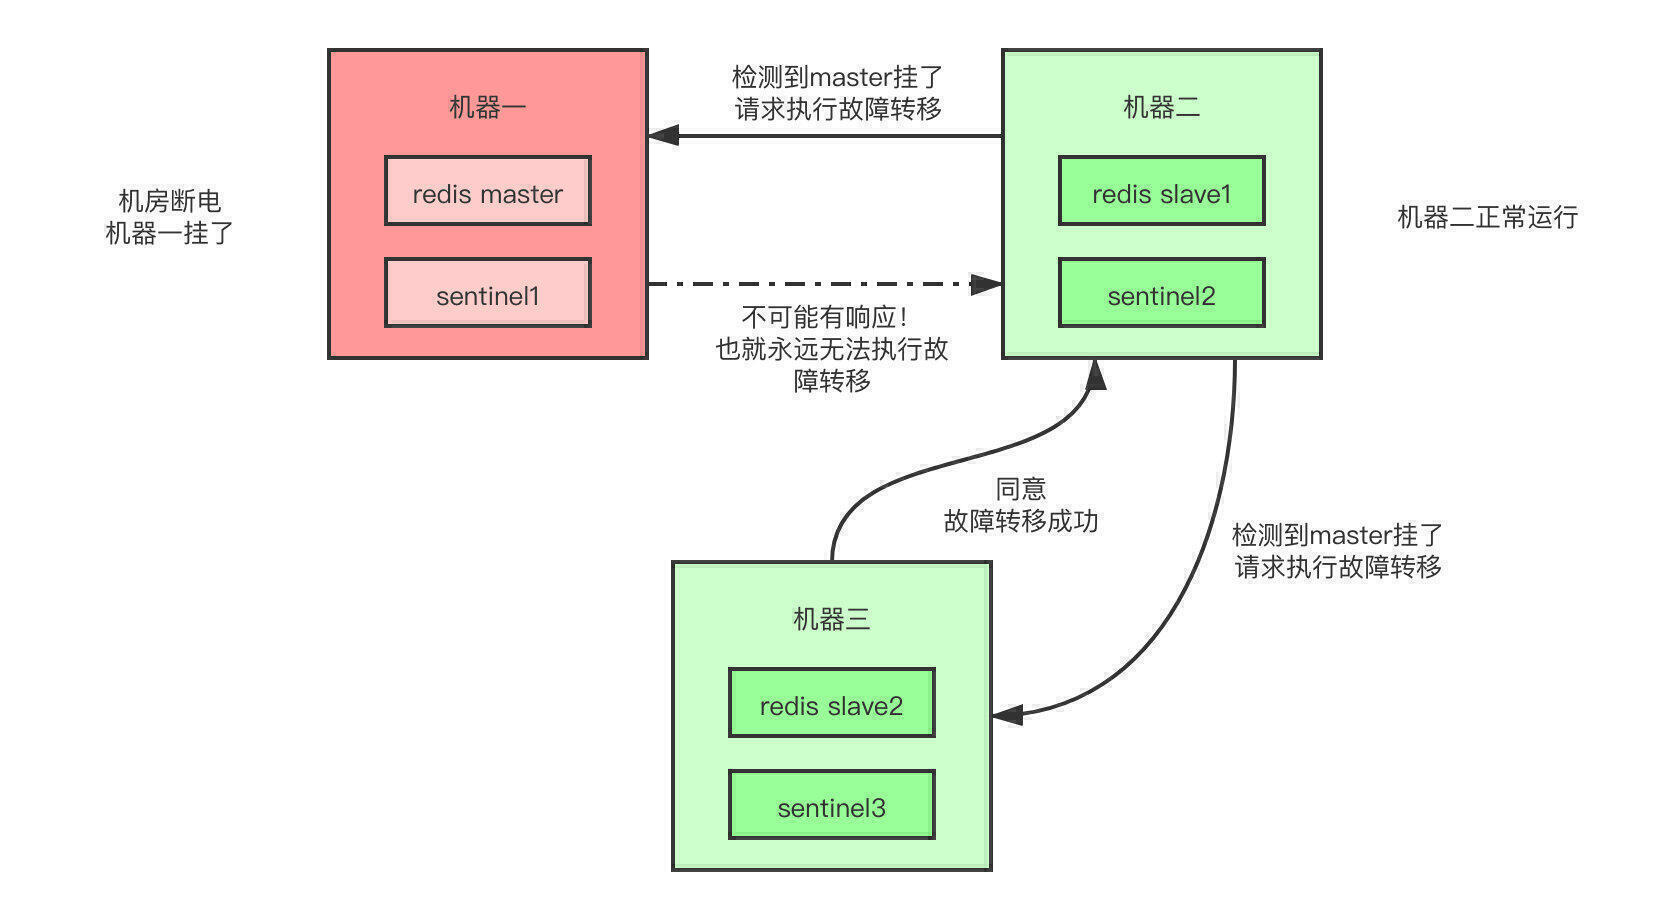 机器一
redis master
sentinel1
机房断电
机器一挂了
检测到master挂了
请求执行故障转移
不可能有响应！
也就永远无法执行故
障转移
机器二
redis slave1
sentinel2
机器二正常运行
同意
故障转移成功
检测到master挂了
请求执行故障转移
机器三
redis slave2
sentinel3